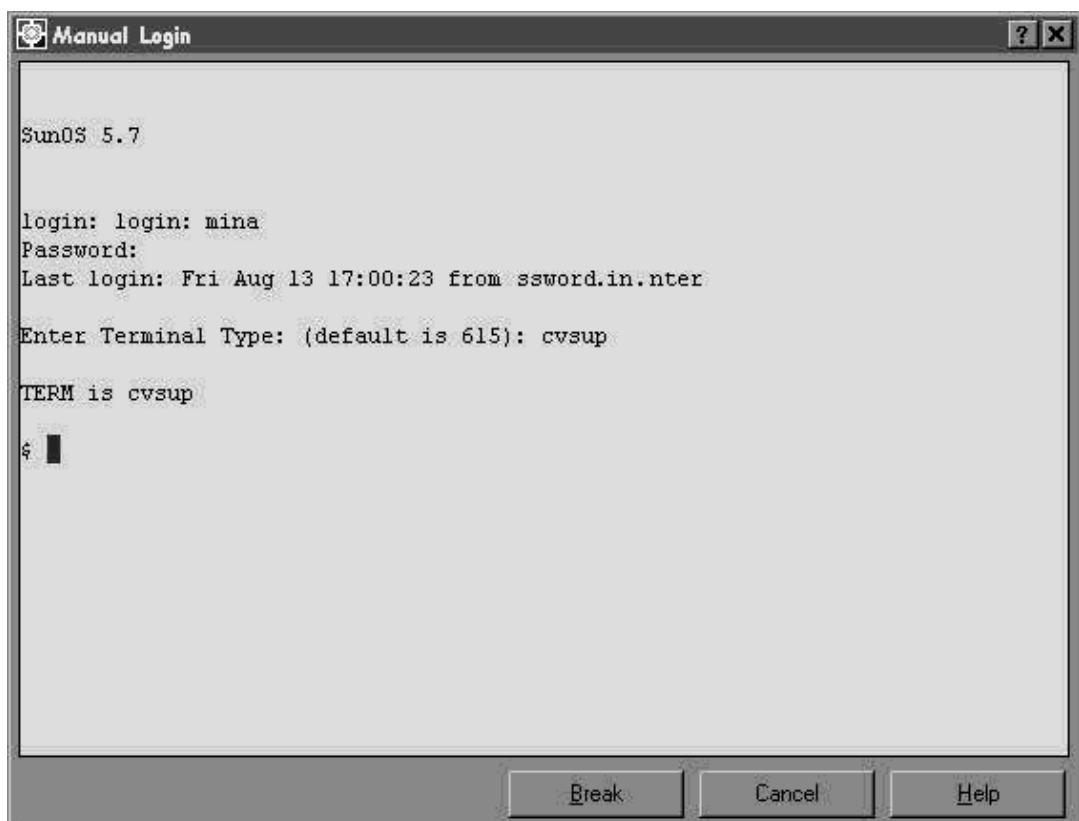 Manual Login
? X
SunOS 5.7
login: login: mina
Password:
Last login: Fri Aug 13 17:00:23 from ssword.in.nter
Enter Terminal Type: (default is 615): cvsup
TERM is cvsup
$
Break Cancel Help